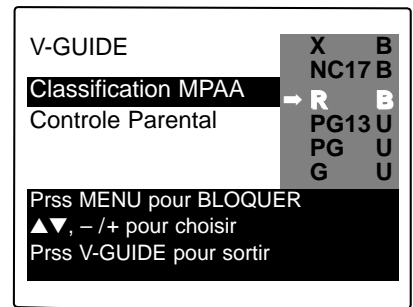 V-GUIDE
Classification MPAA
Controle Parental
X B
NC17 B
➡ R B
PG13 U
PG U
G U
Prss MENU pour BLOQUER
▲▼, – /+ pour choisir
Prss V-GUIDE pour sortir